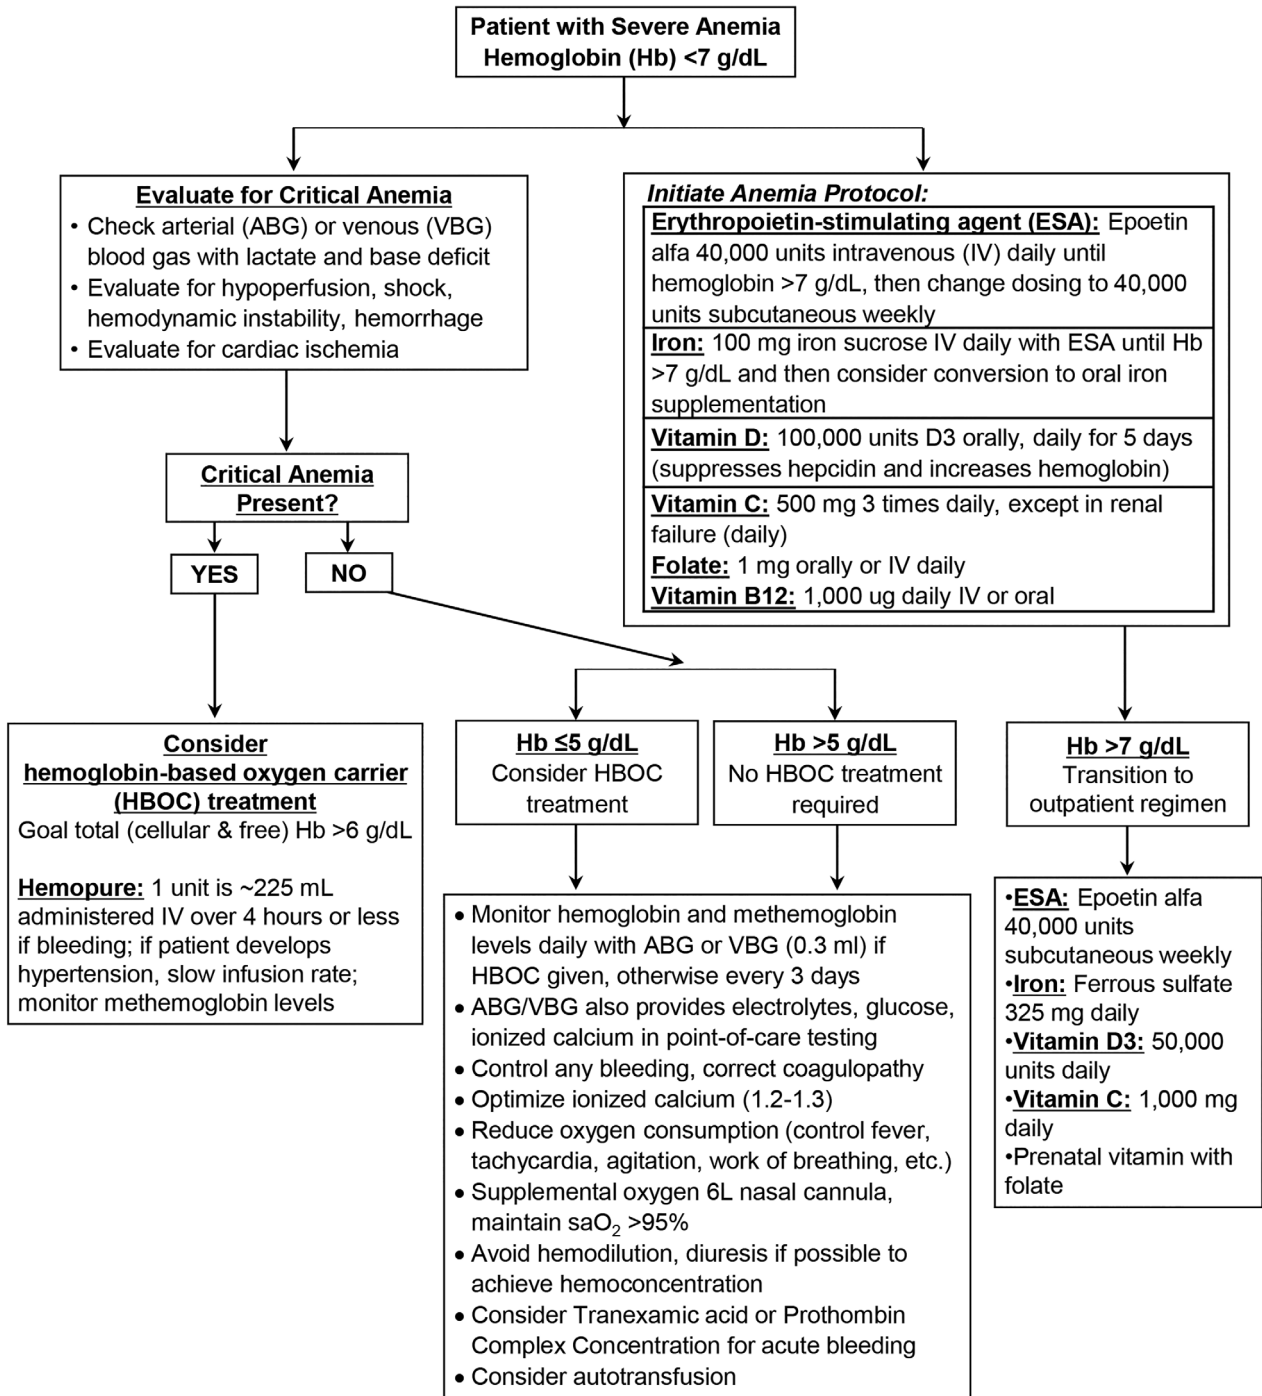 Patient with Severe Anemia
Hemoglobin (Hb) <7 g/dL
Evaluate for Critical Anemia
• Check arterial (ABG) or venous (VBG)
blood gas with lactate and base deficit
• Evaluate for hypoperfusion, shock,
hemodynamic instability, hemorrhage
• Evaluate for cardiac ischemia
Initiate Anemia Protocol:
Erythropoietin-stimulating agent (ESA): Epoetin
alfa 40,000 units intravenous (IV) daily until
hemoglobin >7 g/dL, then change dosing to 40,000
units subcutaneous weekly
Iron: 100 mg iron sucrose IV daily with ESA until Hb
>7 g/dL and then consider conversion to oral iron
supplementation
Vitamin D: 100,000 units D3 orally, daily for 5 days
(suppresses hepcidin and increases hemoglobin)
Vitamin C: 500 mg 3 times daily, except in renal
failure (daily)
Folate: 1 mg orally or IV daily
Vitamin B12: 1,000 ug daily IV or oral
Critical Anemia
Present?
YES
NO
Consider
hemoglobin-based oxygen carrier
(HBOC) treatment
Goal total (cellular & free) Hb >6 g/dL
Hemopure: 1 unit is ~225 mL
administered IV over 4 hours or less
if bleeding; if patient develops
hypertension, slow infusion rate;
monitor methemoglobin levels
Hb ≤5 g/dL
Consider HBOC
treatment
Hb >5 g/dL
No HBOC treatment
required
Hb >7 g/dL
Transition to
outpatient regimen
• Monitor hemoglobin and methemoglobin
levels daily with ABG or VBG (0.3 ml) if
HBOC given, otherwise every 3 days
• ABG/VBG also provides electrolytes, glucose,
ionized calcium in point-of-care testing
• Control any bleeding, correct coagulopathy
• Optimize ionized calcium (1.2-1.3)
• Reduce oxygen consumption (control fever,
tachycardia, agitation, work of breathing, etc.)
• Supplemental oxygen 6L nasal cannula,
maintain saO2 >95%
• Avoid hemodilution, diuresis if possible to
achieve hemoconcentration
• Consider Tranexamic acid or Prothombin
Complex Concentration for acute bleeding
• Consider autotransfusion
•ESA: Epoetin alfa
40,000 units
subcutaneous weekly
•Iron: Ferrous sulfate
325 mg daily
•Vitamin D3: 50,000
units daily
•Vitamin C: 1,000 mg
daily
•Prenatal vitamin with
folate